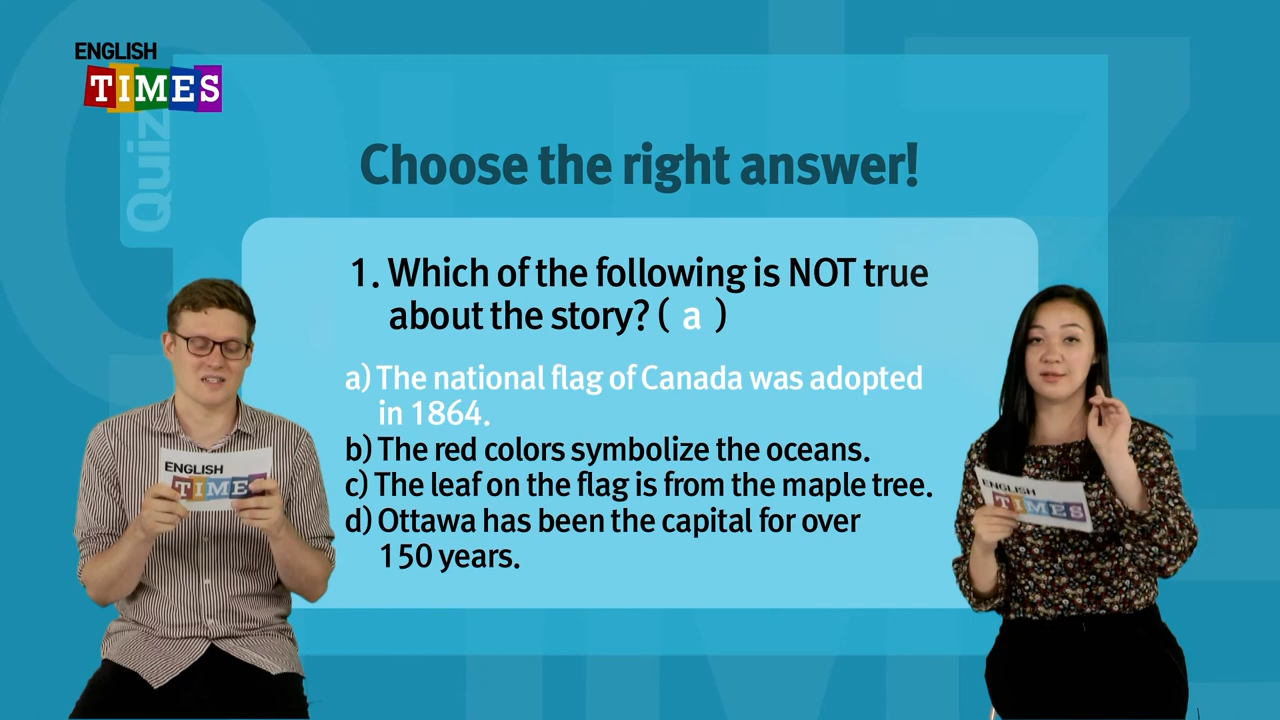 ENGLISH
TIMES
Quiz
Choose the right answer!
1. Which of the following is NOT true
about the story? ( a )
a) The national flag of Canada was adopted
in 1864.
b) The red colors symbolize the oceans.
c) The leaf on the flag is from the maple tree.
d) Ottawa has been the capital for over
150 years.
ENGLISH
TIMES
ENGLISH
TIMES